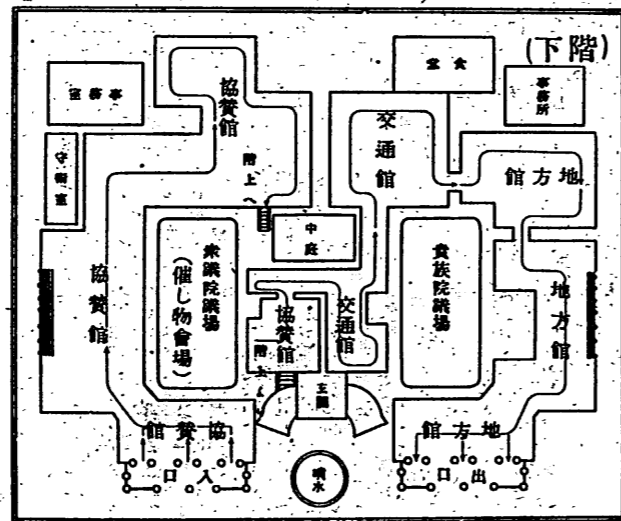 (下階)
食堂
事務室
事務所
協賛館
交通館
地方館
守衛室
階上へ
中庭
衆議院議場
(催し物會場)
貴族院議場
協賛館
協賛館
交通館
地方館
階上へ
玄關
協賛館
地方館
入口
噴水
出口